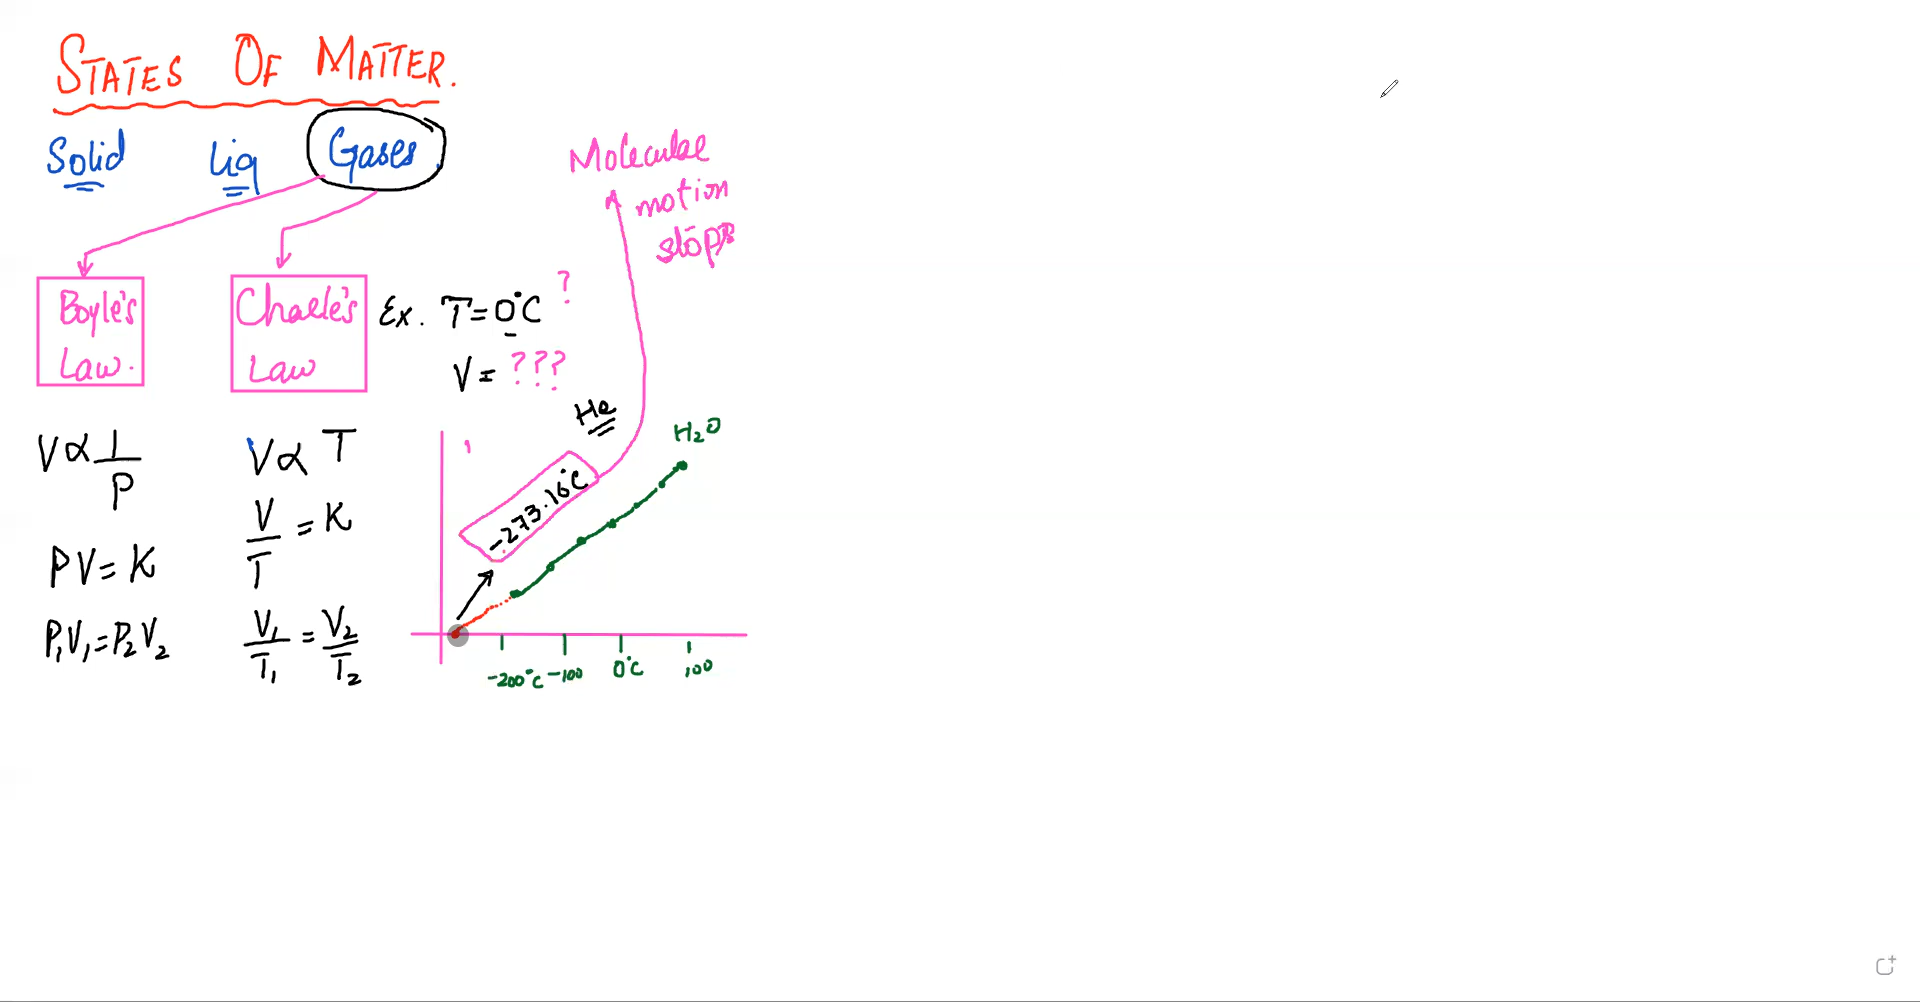 STATES OF MATTER.
Solid Liq Gases
Molecular
motion
stops
Boyle's
Law.
Charle's
Law
Ex. T = 0°C ?
V = ???
V ∝ 1/P
PV = K
P₁V₁ = P₂V₂
V ∝ T
V/T = K
V₁/T₁ = V₂/T₂
He
H₂O
-273.16°C
-200°C -100 0°C 100